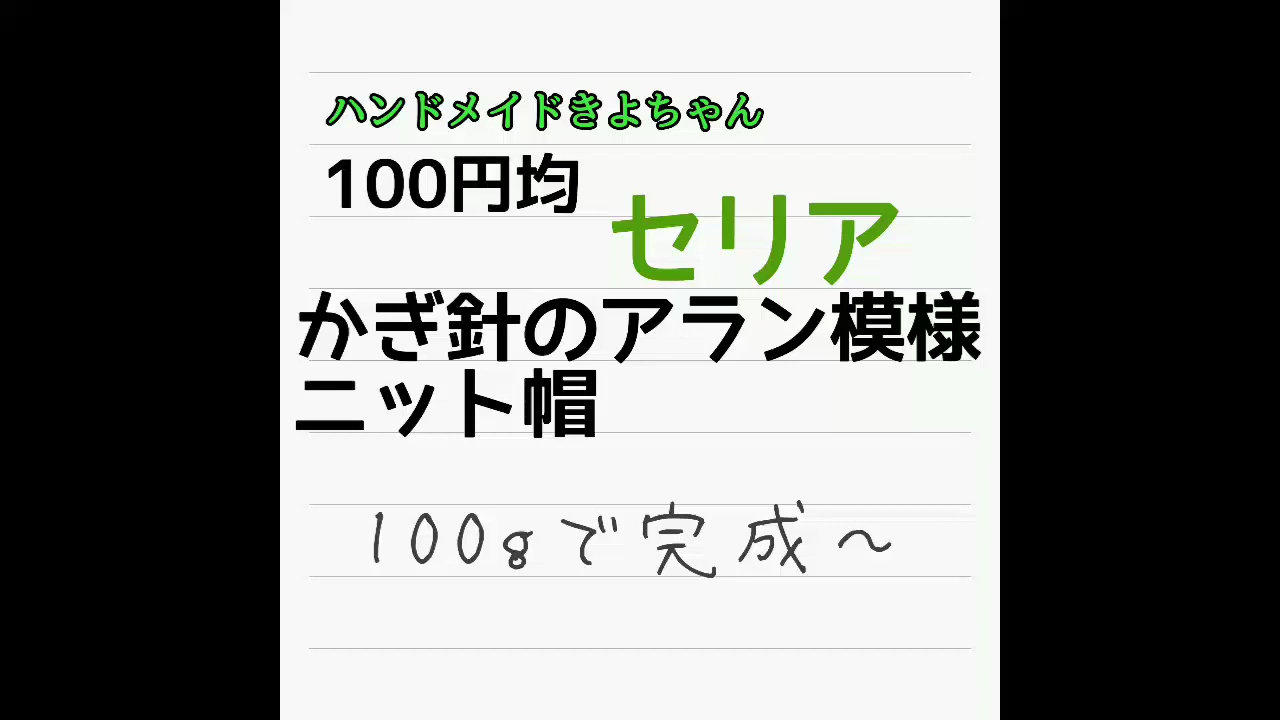 ハンドメイドきよちゃん
100円均
セリア
かぎ針のアラン模様
ニット帽
100gで完成～